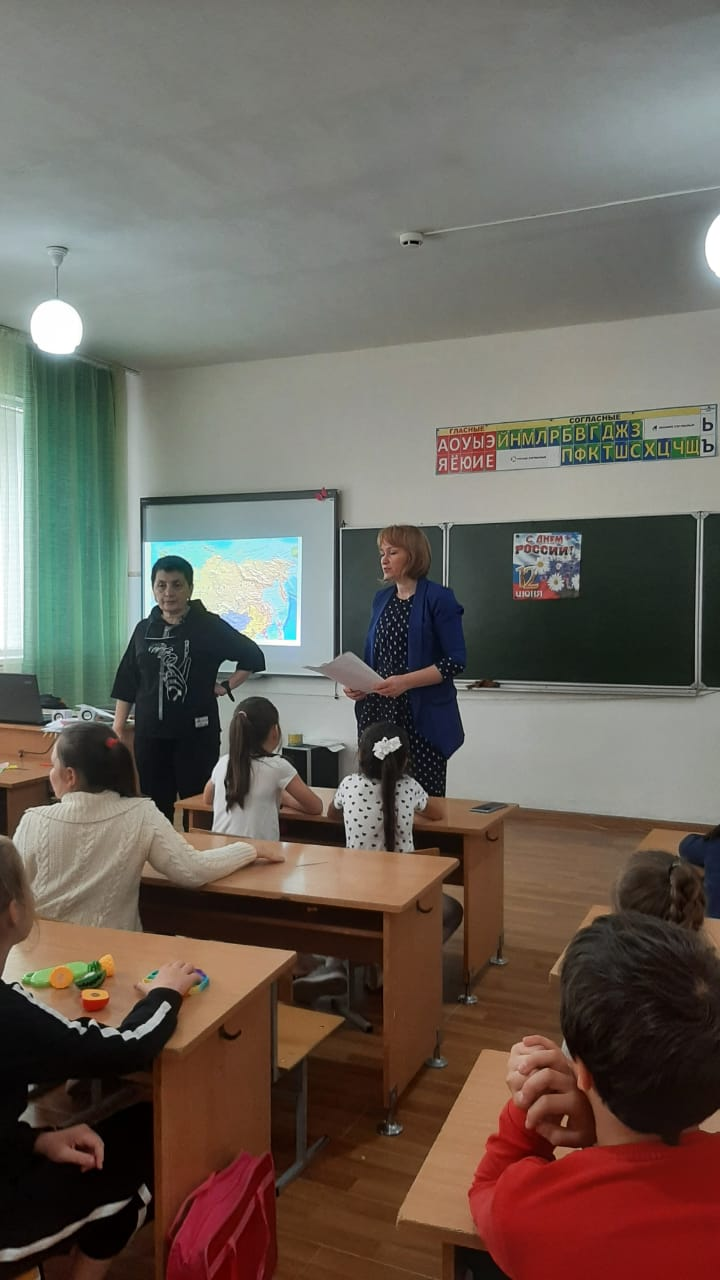 ГЛАСНЫЕ
СОГЛАСНЫЕ
АОУЫЭ
ЙНМЛРБВГДЖЗ
Ь
ЯЁЮИЕ
ПФКТШСХЦЧЩ
Ъ
С ДНЕМ
РОССИИ!
12
ИЮНЯ